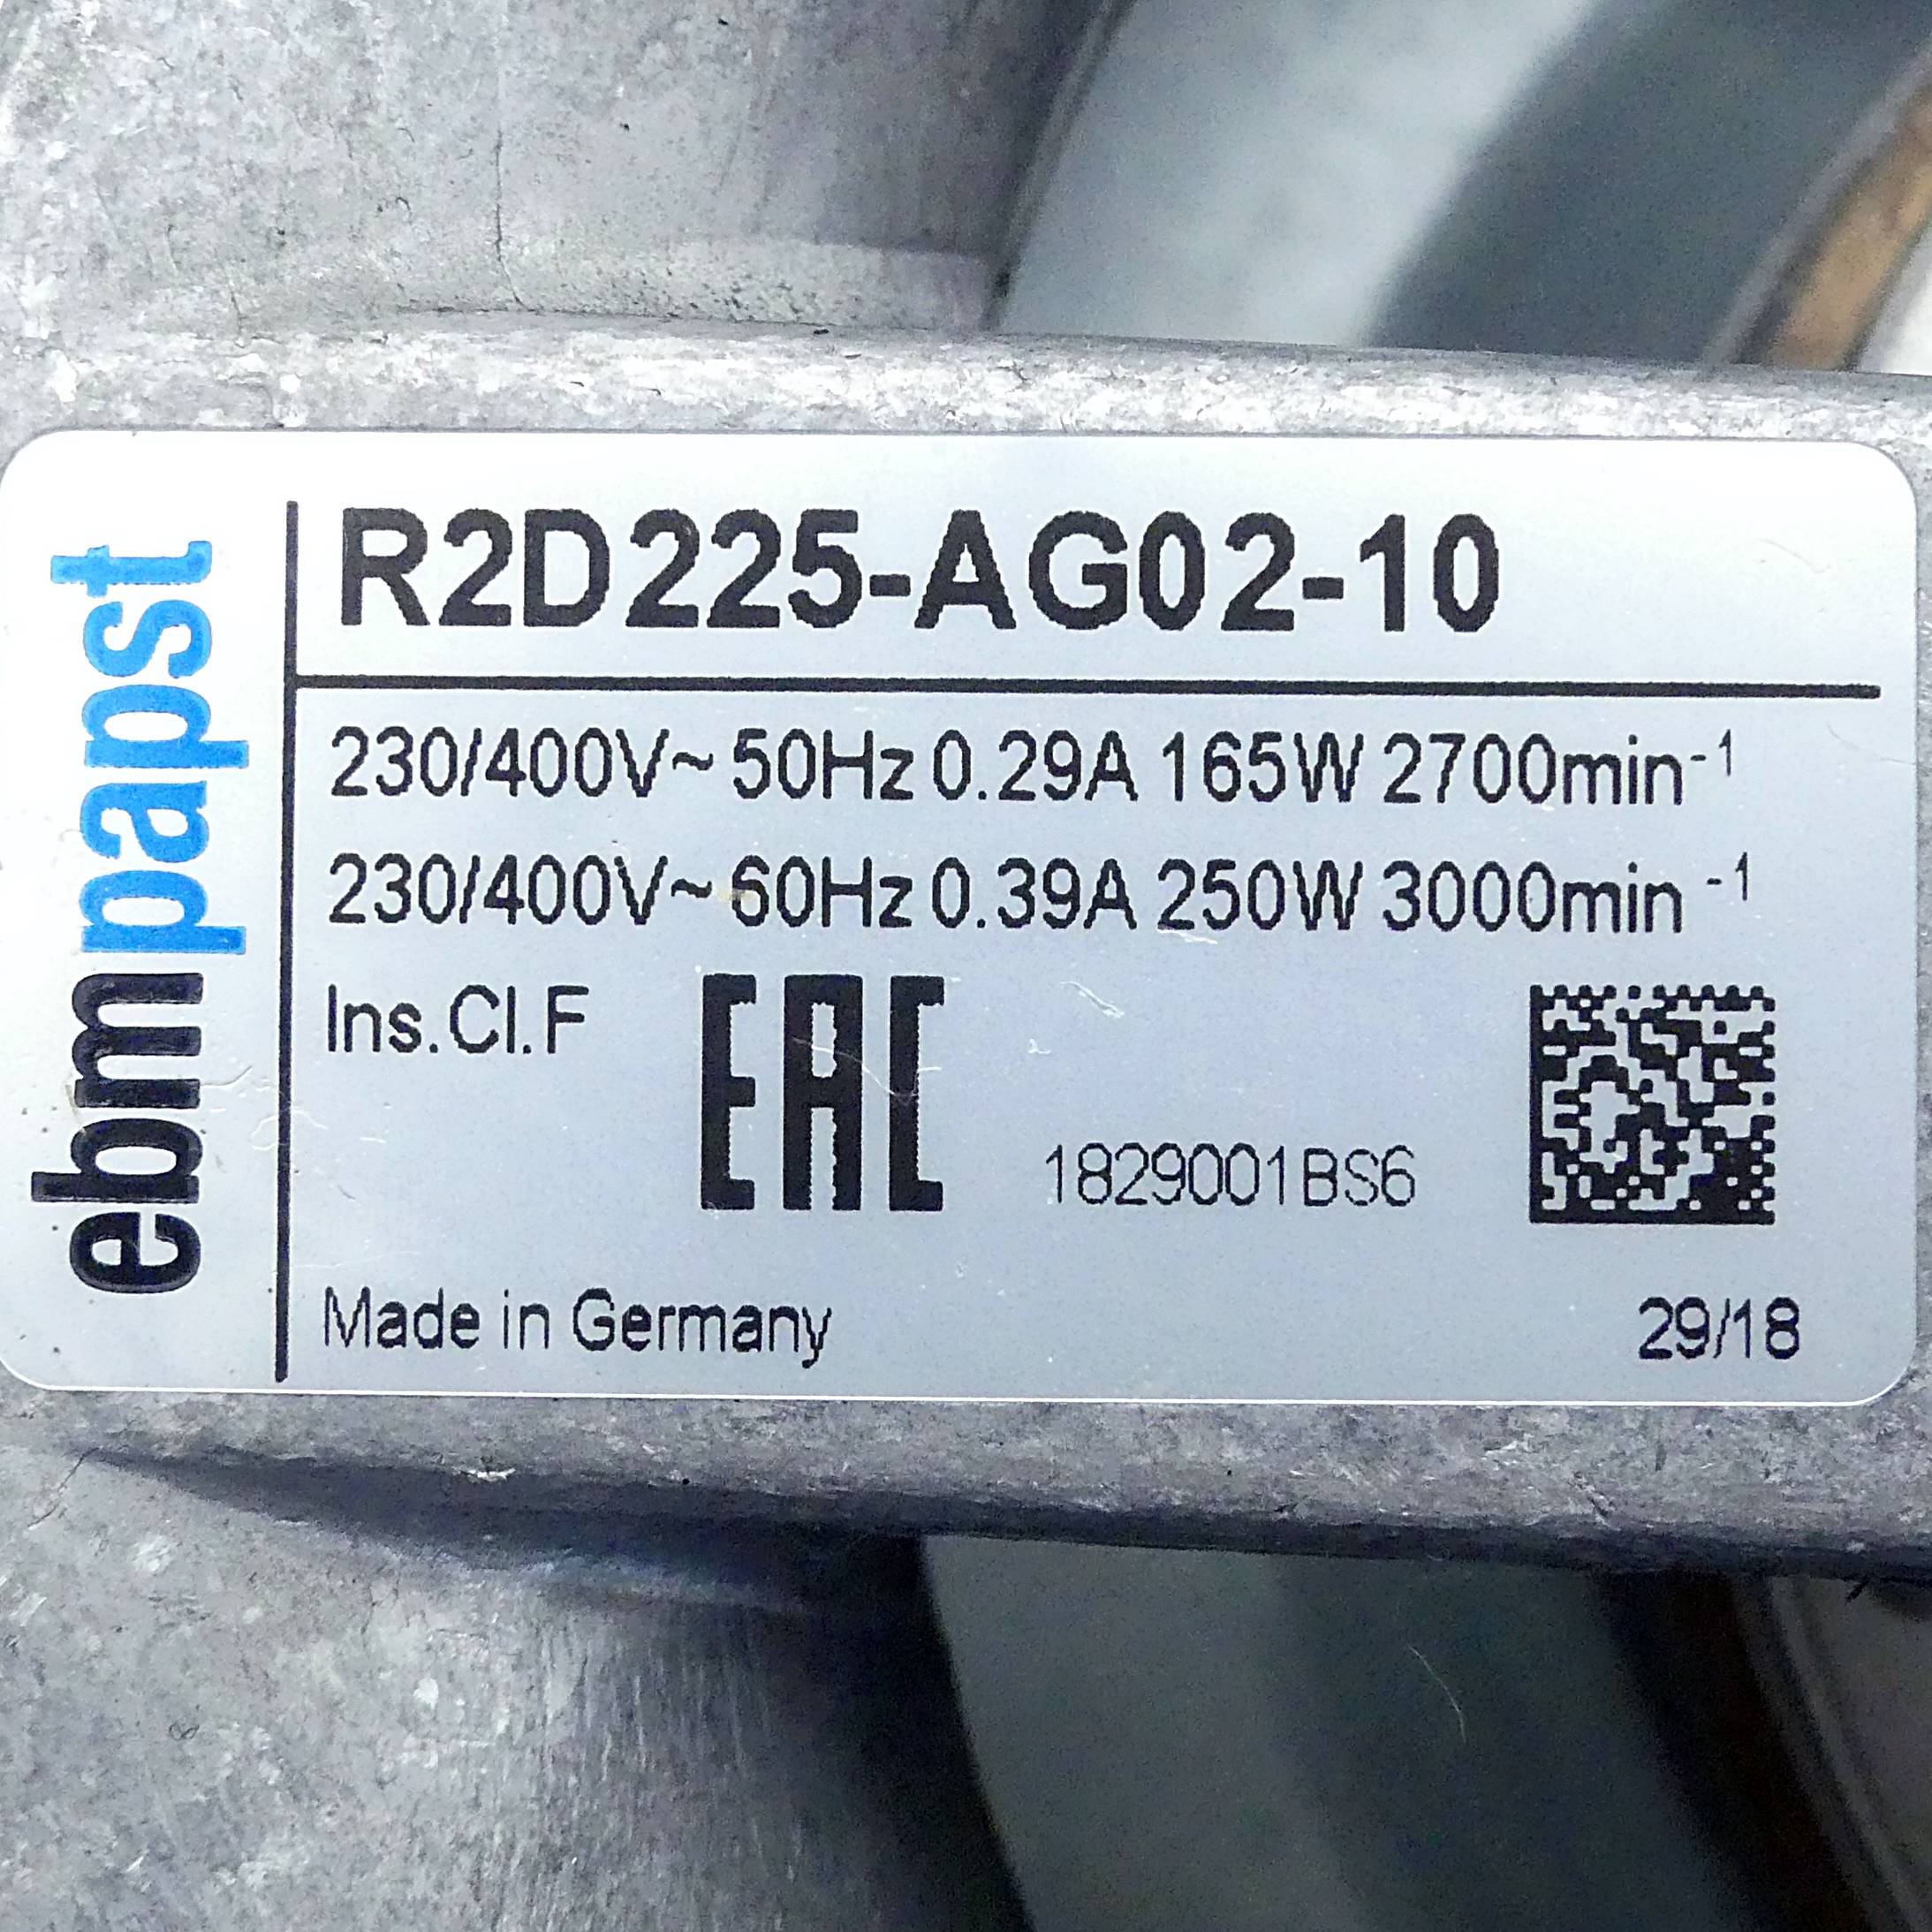 ebmpapst
R2D225-AG02-10
230/400V~ 50Hz 0.29A 165W 2700min⁻¹
230/400V~ 60Hz 0.39A 250W 3000min ⁻¹
Ins.Cl.F
EAC
1829001BS6
Made in Germany
29/18